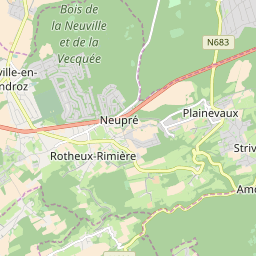 Bois de
la Neuville
et de la
Vecquée
N683
ville-en-
ndroz
Neupré
Plainevaux
Rotheux-Rimière
Striv
Amo